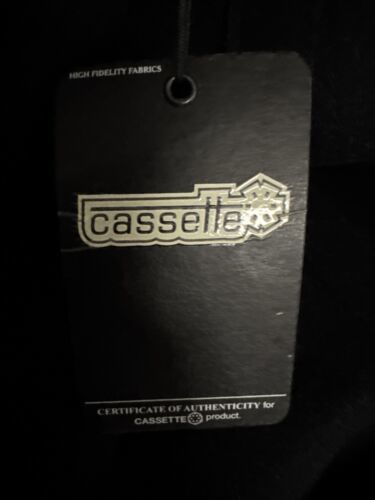 HIGH FIDELITY FABRICS
cassette
CERTIFICATE OF AUTHENTICITY for
CASSETTE product.